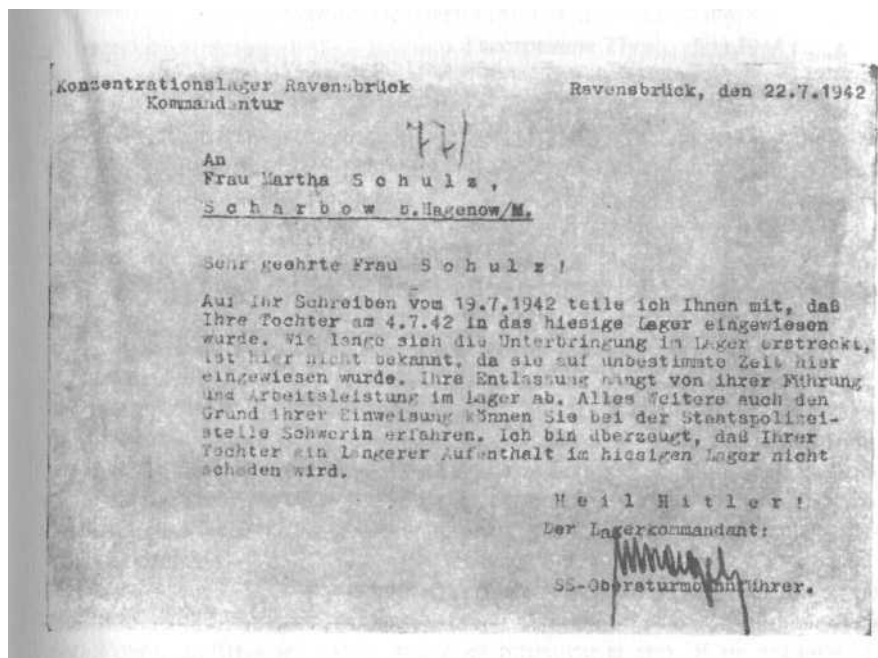 Konzentrationslager Ravensbrück
Ravensbrück, den 22.7.1942
Kommandantur
77/
An
Frau Martha S c h u l z ,
S c h a r b o w b.Hagenow/M.
Sehr geehrte Frau S c h u l z !
Auf Ihr Schreiben vom 19.7.1942 teile ich Ihnen mit, daß
Ihre Tochter am 4.7.42 in das hiesige Lager eingewiesen
wurde. Wie lange sich die Unterbringung im Lager erstreckt,
ist hier nicht bekannt, da sie auf unbestimmte Zeit hier
eingewiesen wurde. Ihre Entlassung hängt von ihrer Führung
und Arbeitsleistung im Lager ab. Alles Weitere auch den
Grund ihrer Einweisung können Sie bei der Staatspolizei-
stelle Schwerin erfahren. Ich bin überzeugt, daß Ihrer
Tochter ein längerer Aufenthalt im hiesigen Lager nicht
schaden wird.
H e i l H i t l e r !
Der Lagerkommandant:
SS-Obersturmbannführer.